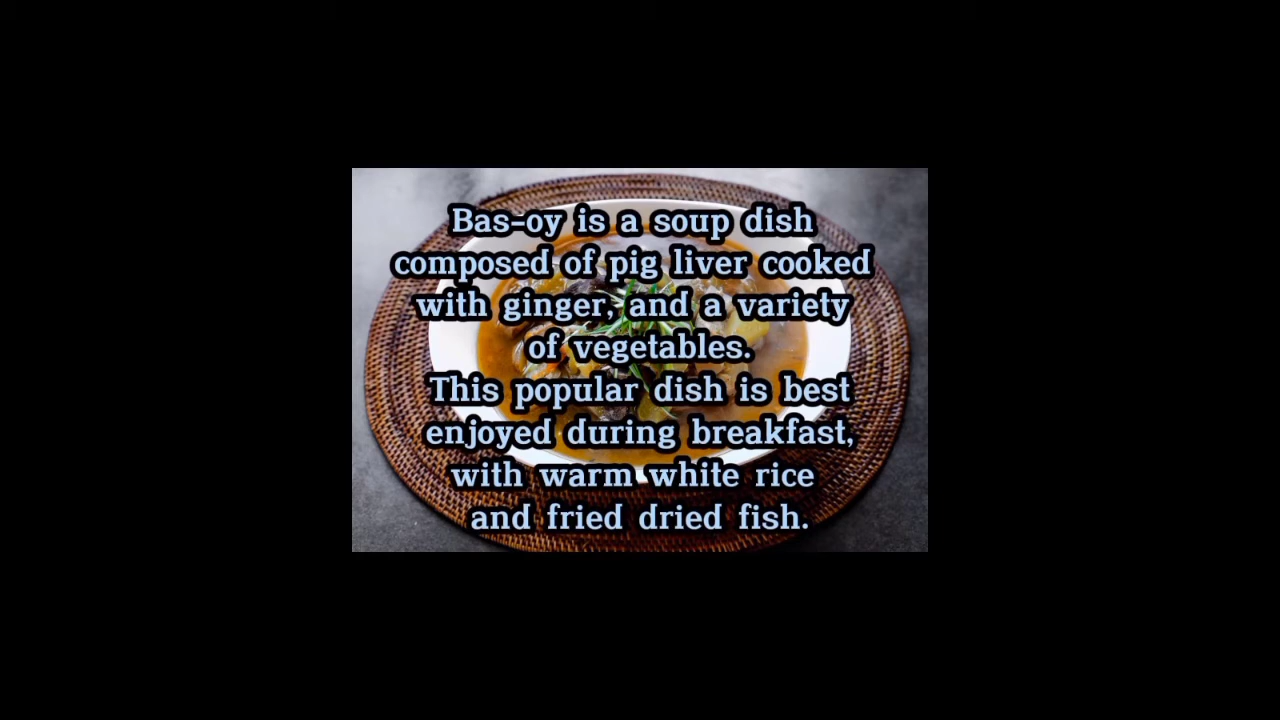 Bas-oy is a soup dish
composed of pig liver cooked
with ginger, and a variety
of vegetables.
This popular dish is best
enjoyed during breakfast,
with warm white rice
and fried dried fish.